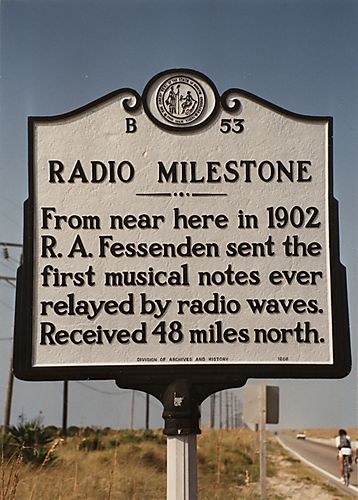 B 53
RADIO MILESTONE
From near here in 1902
R. A. Fessenden sent the
first musical notes ever
relayed by radio waves.
Received 48 miles north.
DIVISION OF ARCHIVES AND HISTORY